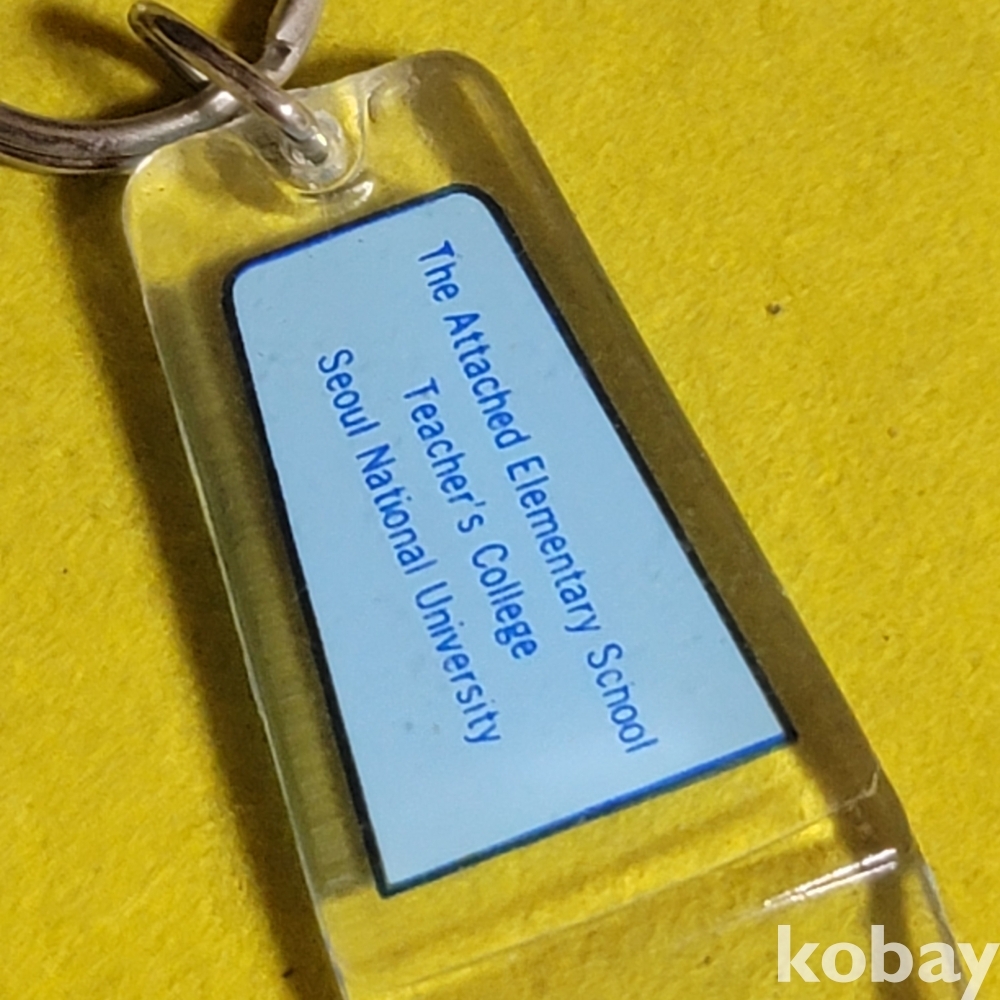 The Attached Elementary School
Teacher's College
Seoul National University
kobay